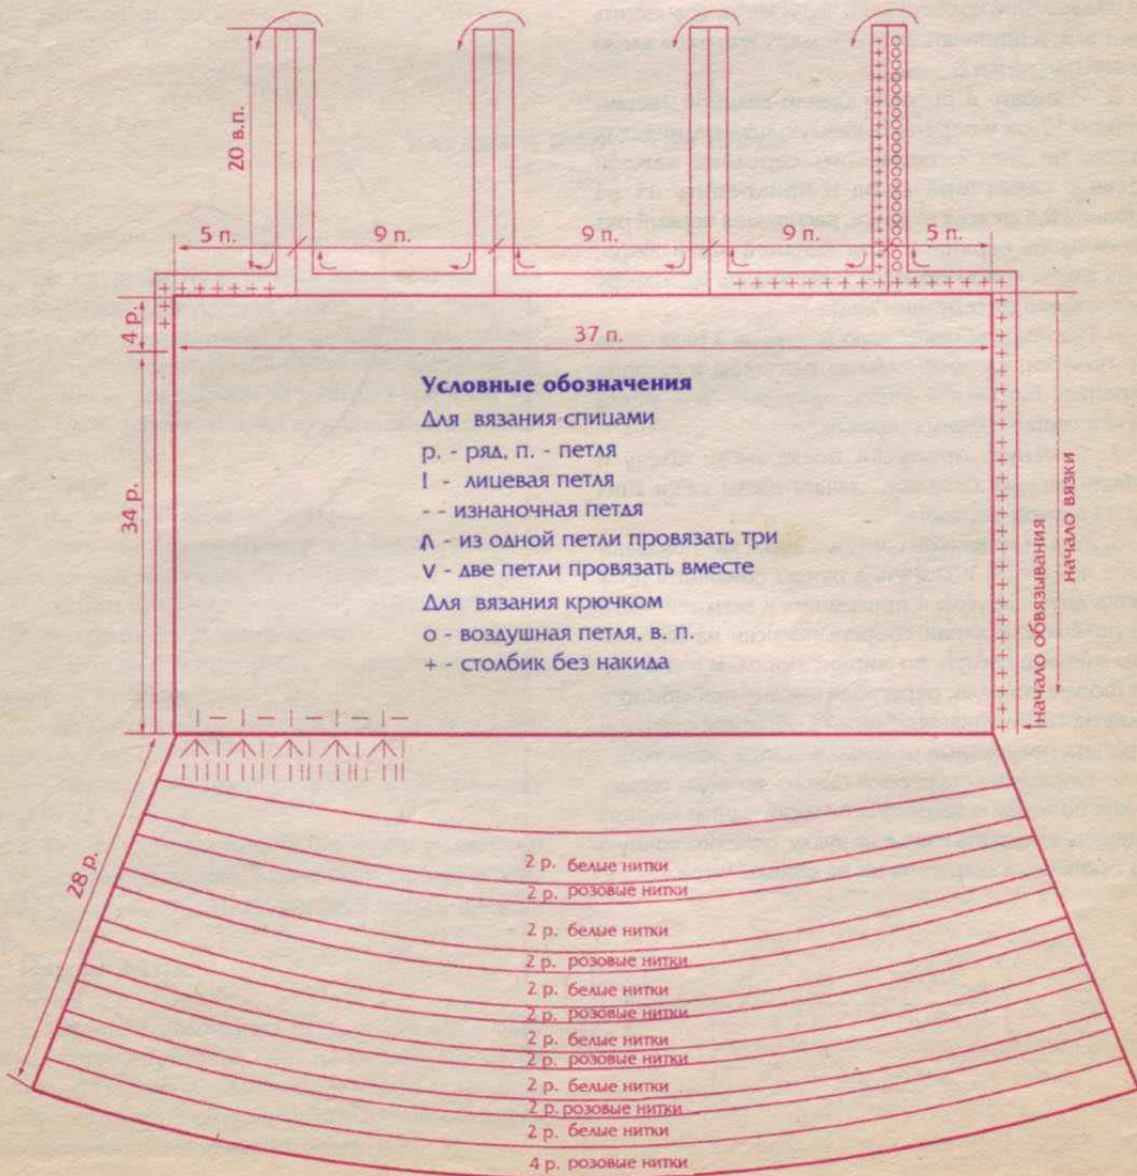 20 в.п.
5 п. 9 п. 9 п. 9 п. 5 п.
4 р.
37 п.
34 р.
Условные обозначения
Для вязания спицами
р. - ряд, п. - петля
I - лицевая петля
- - изнаночная петля
Λ - из одной петли провязать три
V - две петли провязать вместе
Для вязания крючком
о - воздушная петля, в. п.
+ - столбик без накида
начало обвязывания
начало вязки
28 р.
2 р. белые нитки
2 р. розовые нитки
2 р. белые нитки
2 р. розовые нитки
2 р. белые нитки
2 р. розовые нитки
2 р. белые нитки
2 р. розовые нитки
2 р. белые нитки
2 р. розовые нитки
2 р. белые нитки
4 р. розовые нитки